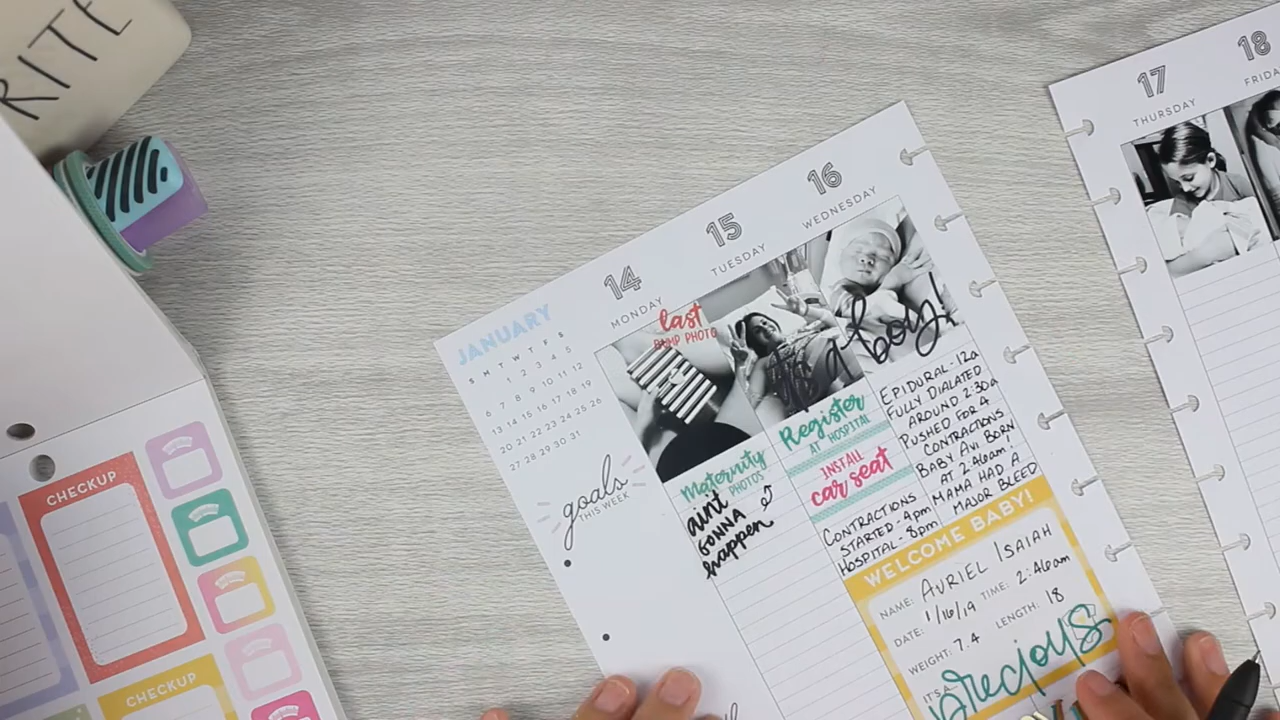 RITE
17
THURSDAY
18
FRIDA
16
WEDNESDAY
15
TUESDAY
14
MONDAY
JANUARY
S M T W T F S
1 2 3 4 5
6 7 8 9 10 11 12
13 14 15 16 17 18 19
20 21 22 23 24 25 26
27 28 29 30 31
goals
THIS WEEK
last
BUMP PHOTO
It's a boy!
Maternity
PHOTOS
ain't
GONNA
happen
Register
AT HOSPITAL
INSTALL
car seat
CONTRACTIONS
STARTED - 4pm
HOSPITAL - 8pm
EPIDURAL: 12a
FULLY DIALATED
AROUND 2:30a
PUSHED FOR 4
CONTRACTIONS
BABY AVI BORN
AT 2:46am!
MAMA HAD A
MAJOR BLEED
WELCOME BABY!
NAME: AURIEL ISAIAH
DATE: 1/16/19 TIME: 2:46am
WEIGHT: 7.4 LENGTH: 18
IT'S A
precious
CHECKUP
CHECKUP